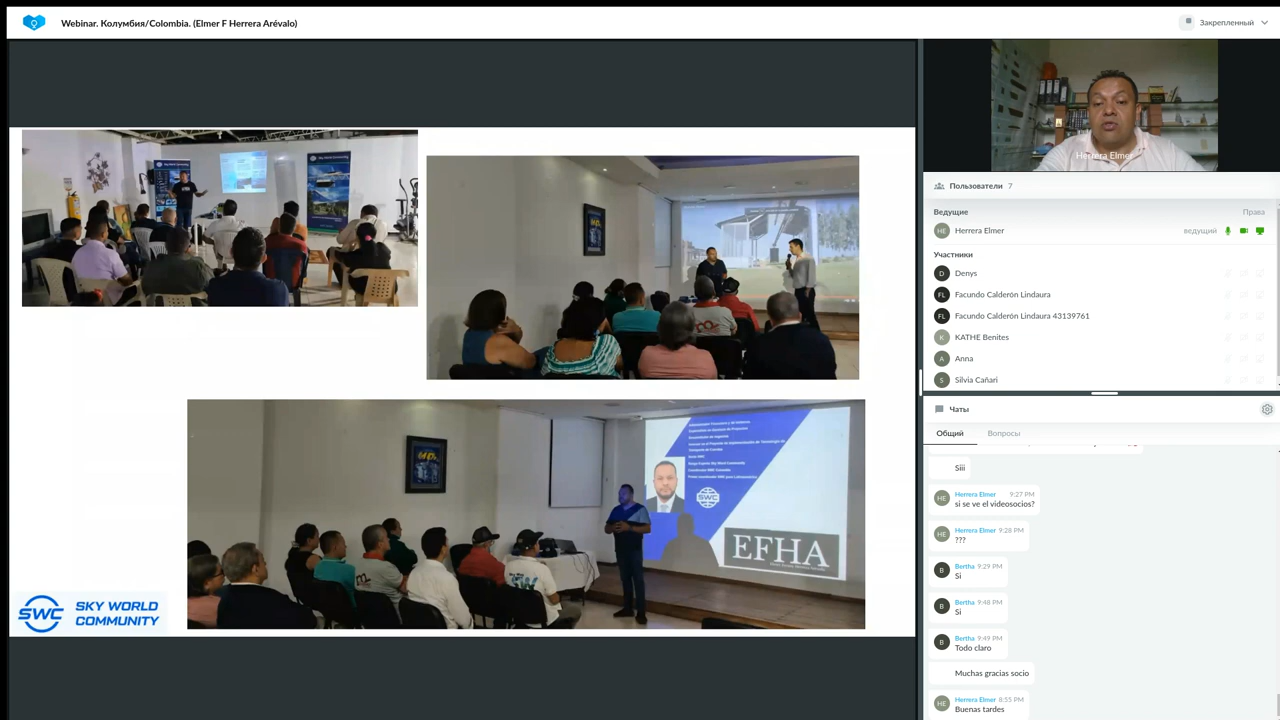 Webinar. Колумбия/Colombia. (Elmer F Herrera Arévalo)
Закрепленный
Herrera Elmer
SWC
EFHA
SWC
SKY WORLD
COMMUNITY
Пользователи 7
Ведущие
Права
HE
Herrera Elmer
ведущий
Участники
D
Denys
FL
Facundo Calderón Lindaura
FL
Facundo Calderón Lindaura 43139761
K
KATHE Benites
A
Anna
S
Silvia Cañari
Чаты
Общий
Вопросы
Siii
HE
Herrera Elmer 9:27 PM
si se ve el videosocios?
HE
Herrera Elmer 9:28 PM
???
B
Bertha 9:29 PM
Si
B
Bertha 9:48 PM
Si
B
Bertha 9:49 PM
Todo claro
Muchas gracias socio
HE
Herrera Elmer 8:55 PM
Buenas tardes